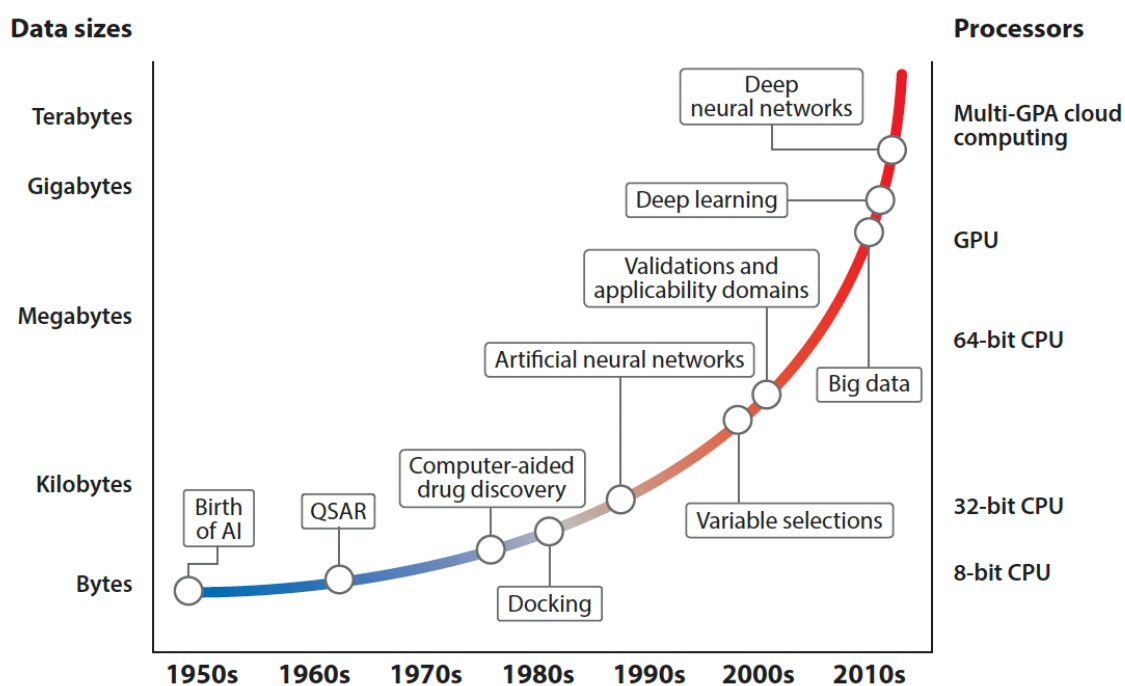 Data sizes
Processors
Terabytes
Gigabytes
Megabytes
Kilobytes
Bytes
Deep
neural networks
Deep learning
Validations and
applicability domains
Artificial neural networks
Big data
Computer-aided
drug discovery
Variable selections
Birth
of AI
QSAR
Docking
Multi-GPA cloud
computing
GPU
64-bit CPU
32-bit CPU
8-bit CPU
1950s 1960s 1970s 1980s 1990s 2000s 2010s